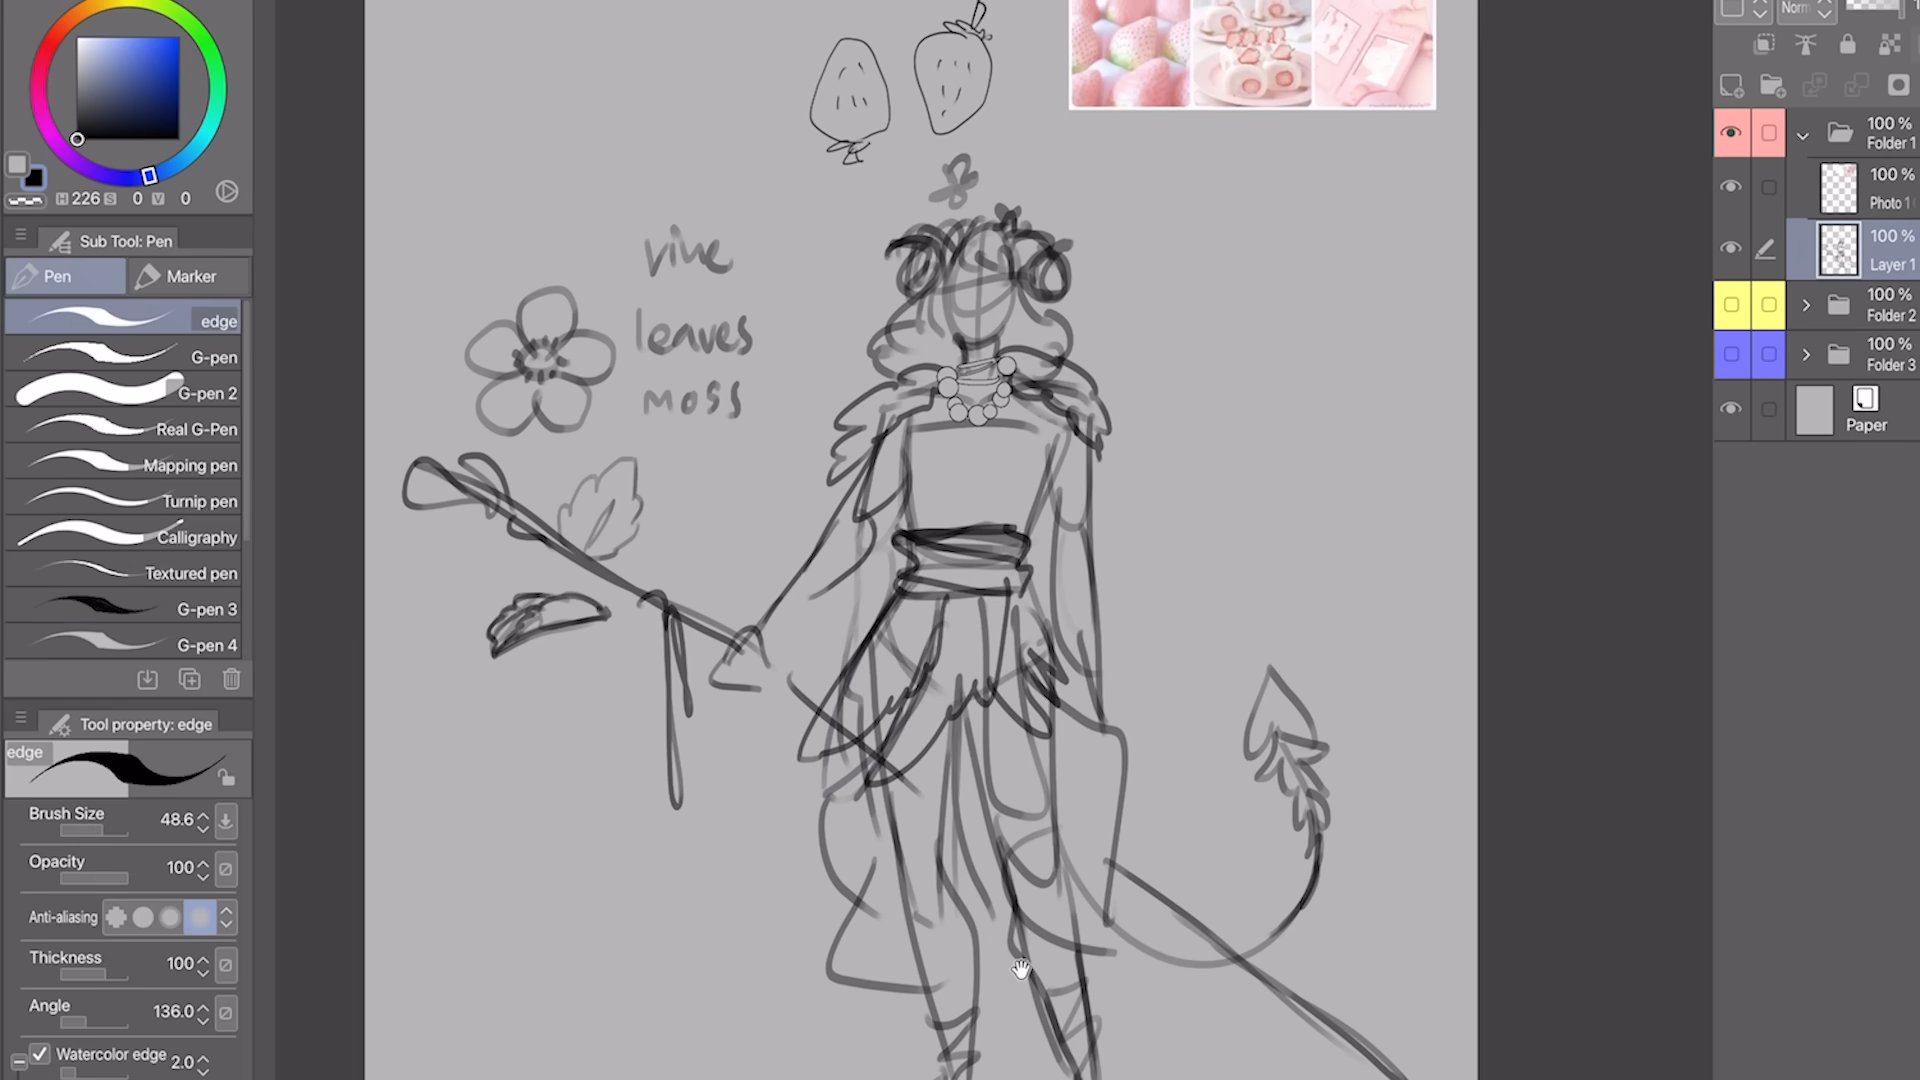 H 226 S 0 V 0
Sub Tool: Pen
Pen
Marker
edge
G-pen
G-pen 2
Real G-Pen
Mapping pen
Turnip pen
Calligraphy
Textured pen
G-pen 3
G-pen 4
Tool property: edge
edge
Brush Size 48.6
Opacity 100
Anti-aliasing
Thickness 100
Angle 136.0
Watercolor edge 2.0
vine
leaves
moss
Norm
100 %
Folder 1
100 %
Photo 1
100 %
Layer 1
100 %
Folder 2
100 %
Folder 3
Paper